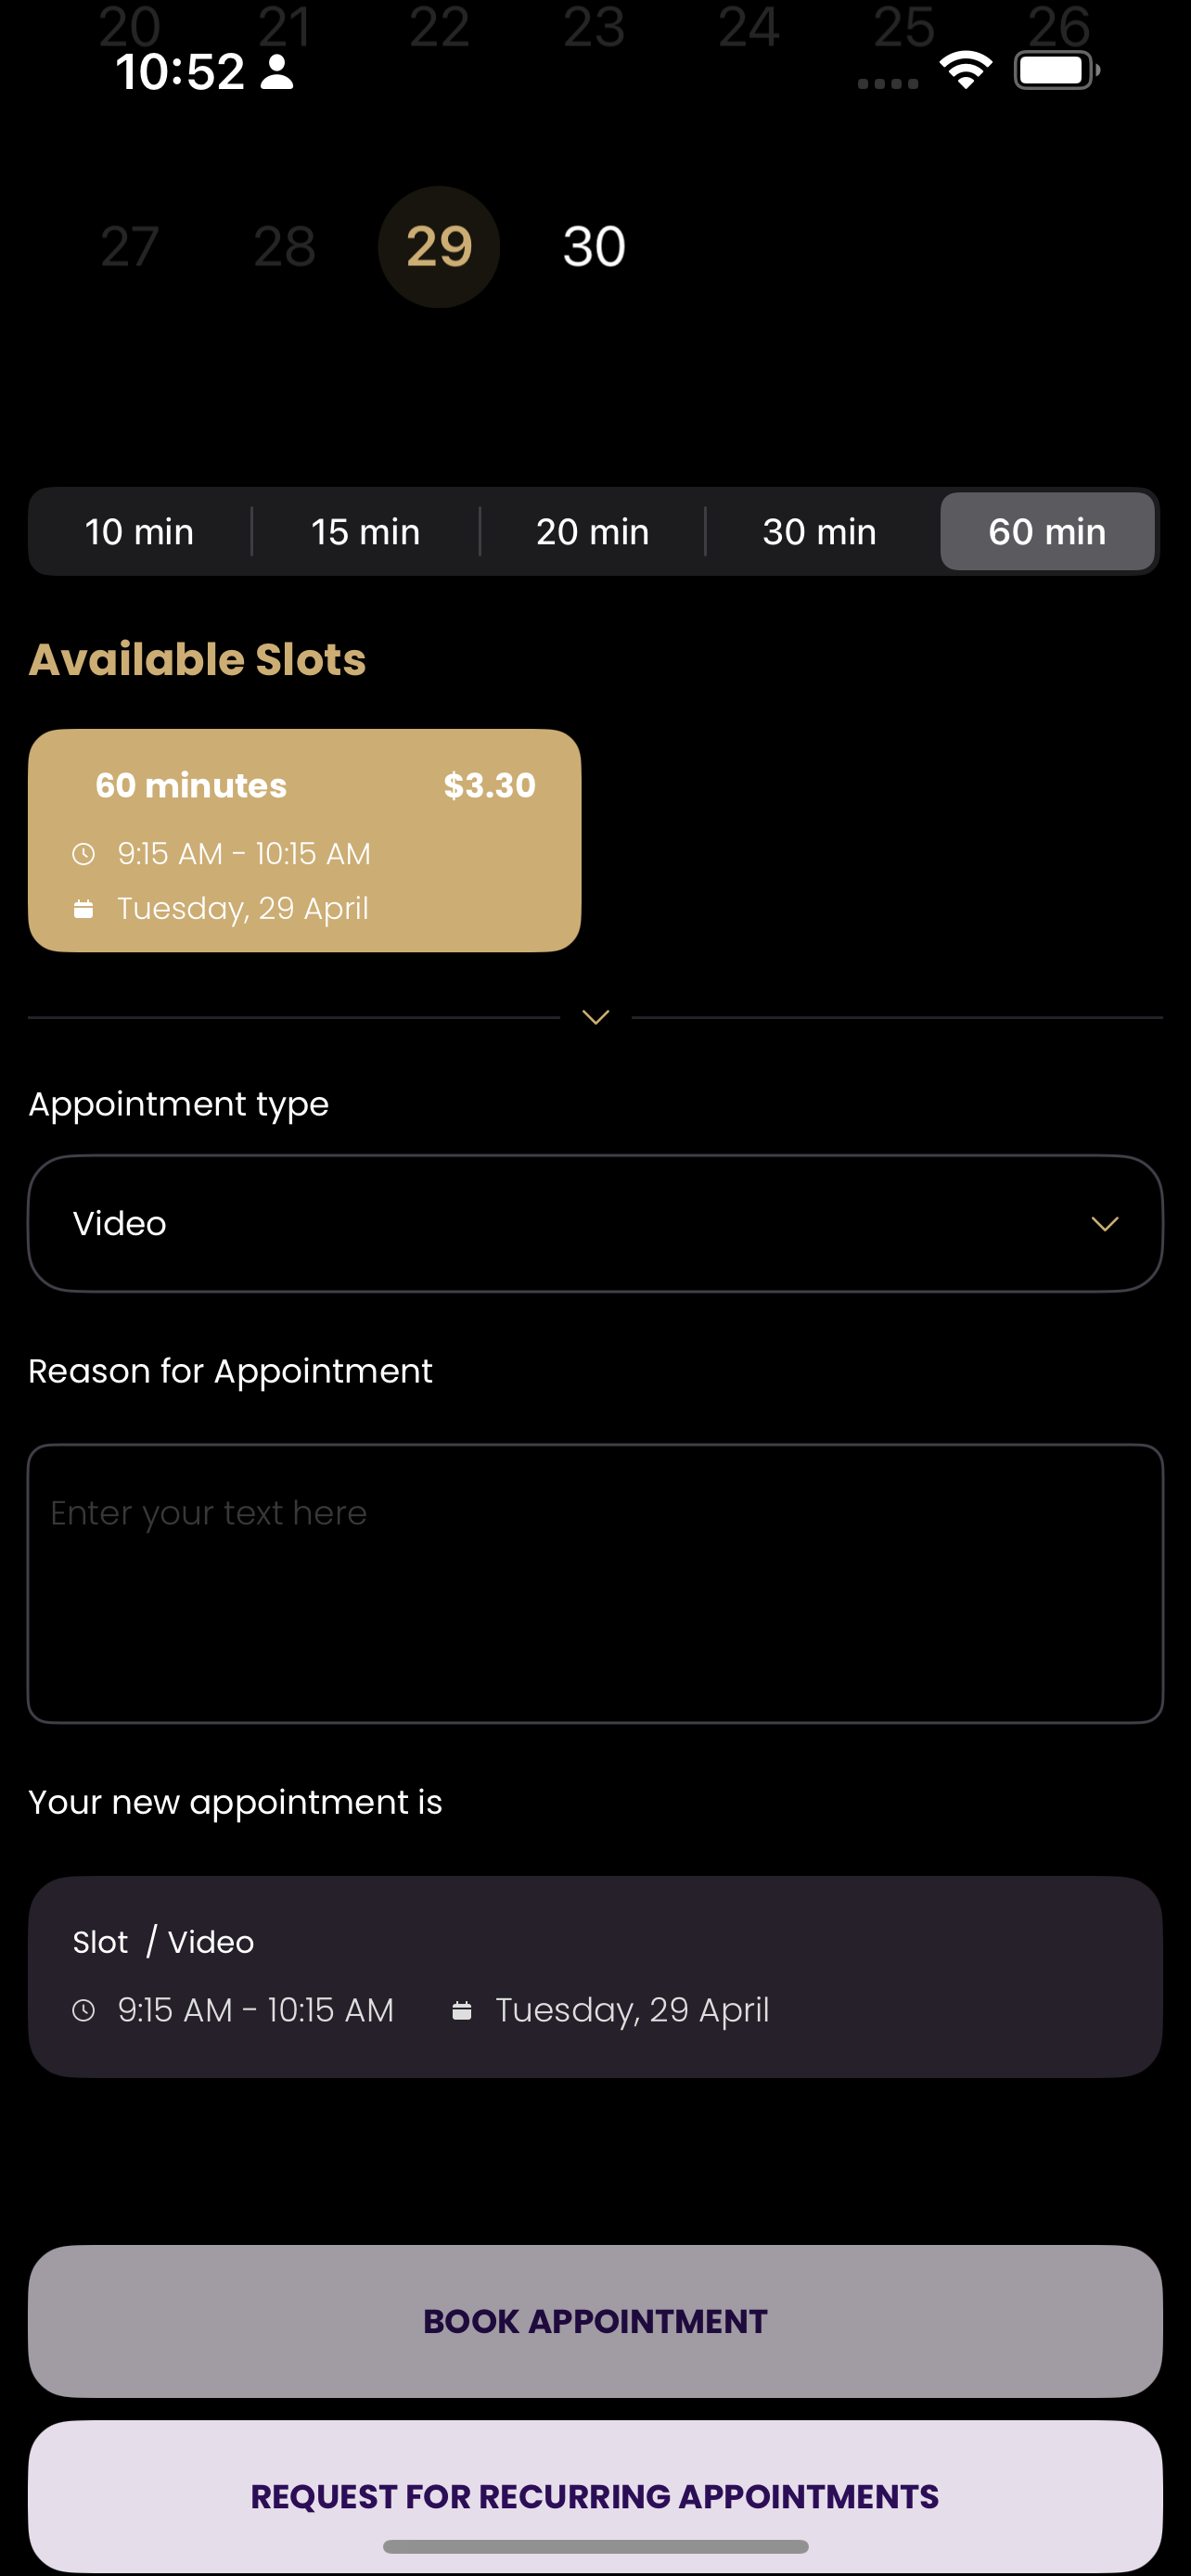 20 21 22 23 24 25 26
10:52
27 28 29 30
10 min 15 min 20 min 30 min 60 min
Available Slots
60 minutes $3.30
9:15 AM - 10:15 AM
Tuesday, 29 April
Appointment type
Video
Reason for Appointment
Enter your text here
Your new appointment is
Slot / Video
9:15 AM - 10:15 AM Tuesday, 29 April
BOOK APPOINTMENT
REQUEST FOR RECURRING APPOINTMENTS